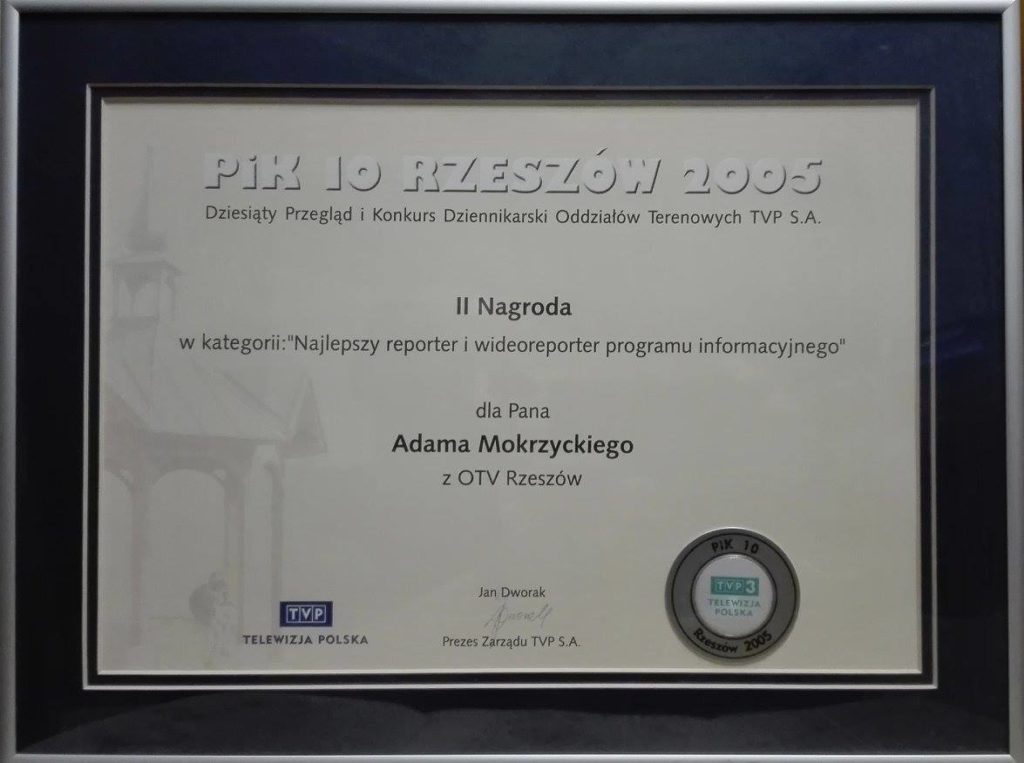 PiK 10 RZESZÓW 2005
Dziesiąty Przegląd i Konkurs Dziennikarski Oddziałów Terenowych TVP S.A.
II Nagroda
w kategorii:"Najlepszy reporter i wideoreporter programu informacyjnego"
dla Pana
Adama Mokrzyckiego
z OTV Rzeszów
TVP
TELEWIZJA POLSKA
Jan Dworak
Prezes Zarządu TVP S.A.
PiK 10
TVP3
TELEWIZJA
POLSKA
Rzeszow 2005